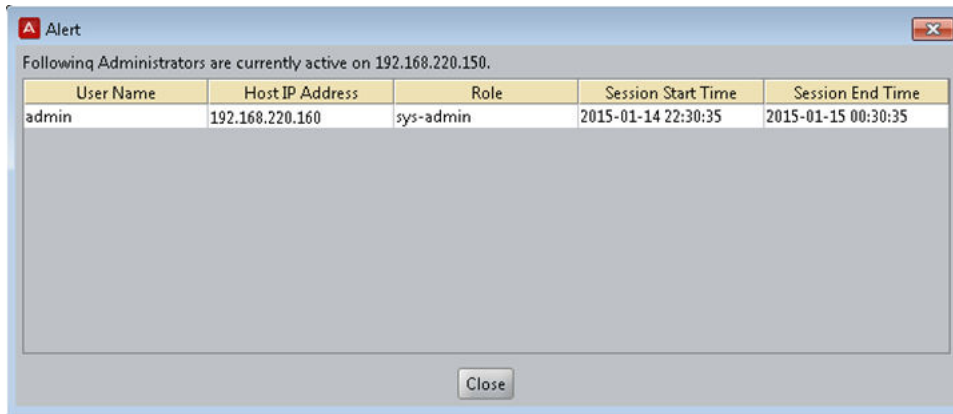 A Alert
Following Administrators are currently active on 192.168.220.150.
User Name Host IP Address Role Session Start Time Session End Time
admin 192.168.220.160 sys-admin 2015-01-14 22:30:35 2015-01-15 00:30:35
Close